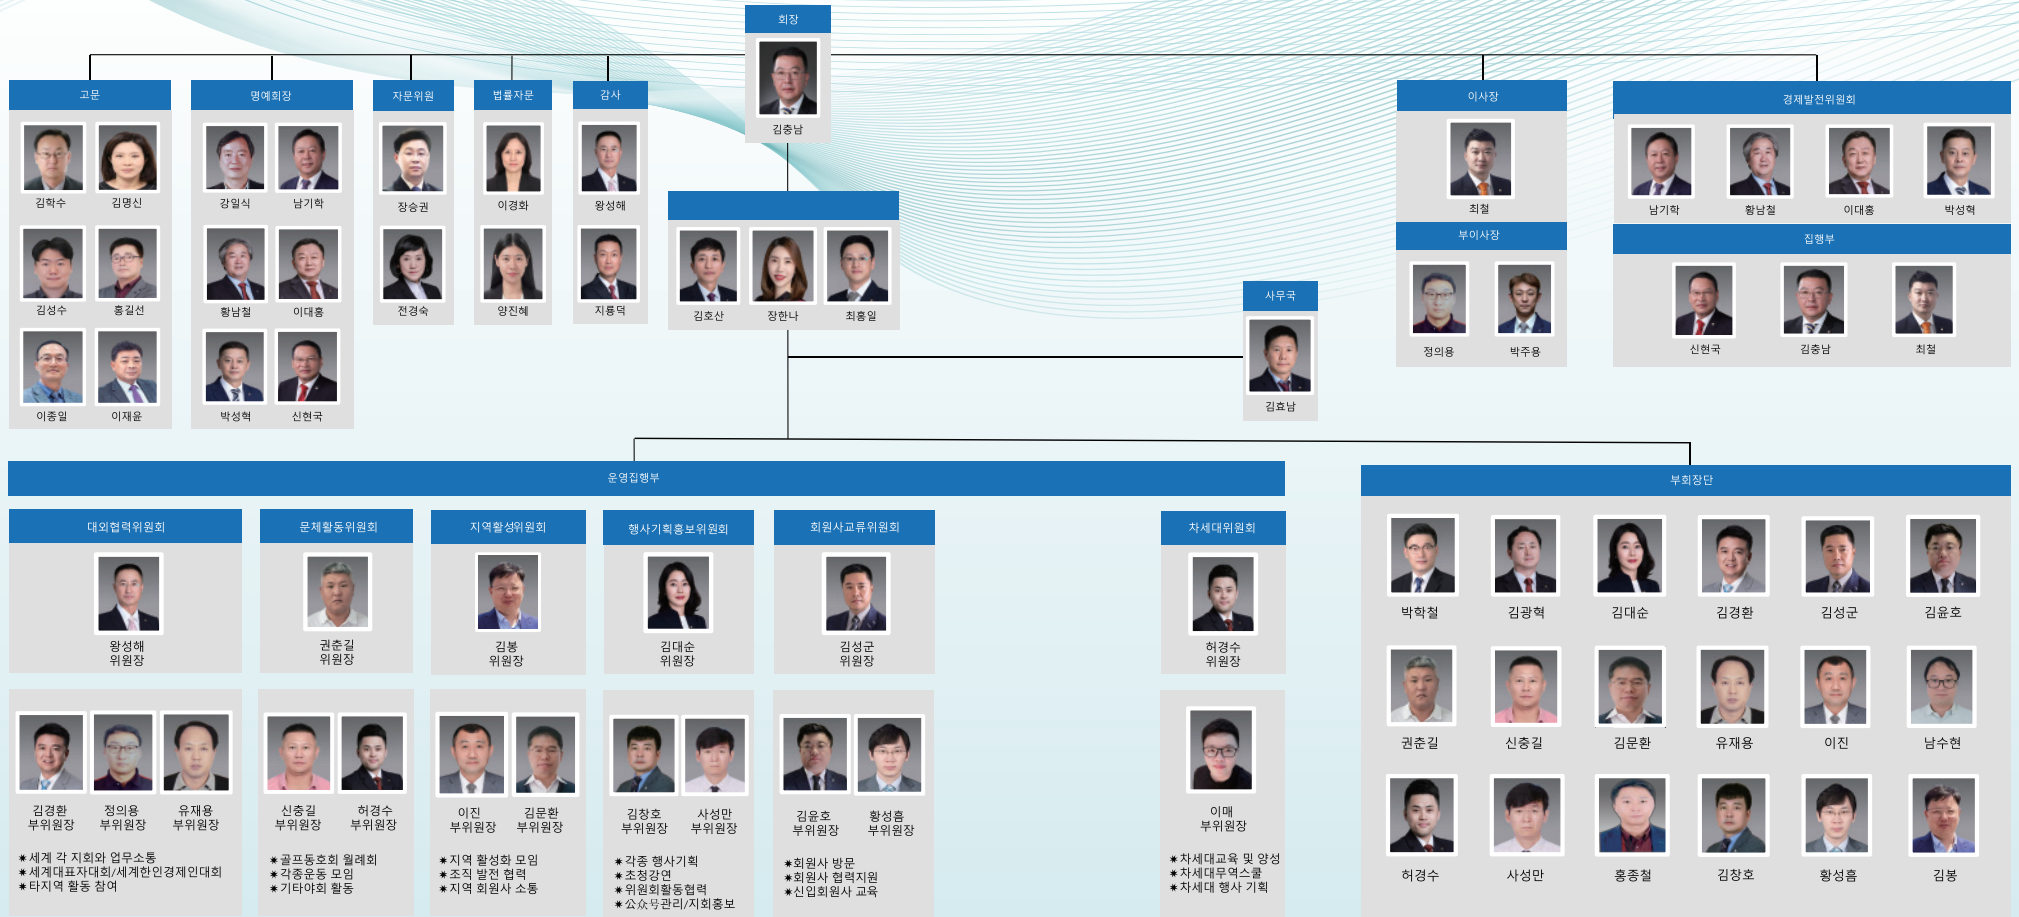 회장
김충남
고문
김학수 김명신
김성수 홍길선
이종일 이재윤
명예회장
강일식 남기학
황남철 이대홍
박성혁 신현국
자문위원
장승권
전경숙
법률자문
이경화
양진혜
감사
왕성해
지룡덕
김호산 장한나 최홍일
사무국
김효남
이사장
최철
부이사장
정의용 박주용
경제발전위원회
남기학 황남철 이대홍 박성혁
집행부
신현국 김충남 최철
운영집행부
대외협력위원회
왕성해
위원장
김경환 정의용 유재용
부위원장 부위원장 부위원장
✷세계 각 지회와 업무소통
✷세계대표자대회/세계한인경제인대회
✷타지역 활동 참여
문체활동위원회
권춘길
위원장
신충길 허경수
부위원장 부위원장
✷골프동호회 월례회
✷각종운동 모임
✷기타야회 활동
지역활성위원회
김봉
위원장
이진 김문환
부위원장 부위원장
✷지역 활성화 모임
✷조직 발전 협력
✷지역 회원사 소통
행사기획홍보위원회
김대순
위원장
김창호 사성만
부위원장 부위원장
✷각종 행사기획
✷초청강연
✷위원회활동협력
✷公众号관리/지회홍보
회원사교류위원회
김성군
위원장
김윤호 황성흠
부위원장 부위원장
✷회원사 방문
✷회원사 협력지원
✷신입회원사 교육
차세대위원회
허경수
위원장
이매
부위원장
✷차세대교육 및 양성
✷차세대무역스쿨
✷차세대 행사 기획
부회장단
박학철 김광혁 김대순 김경환 김성군 김윤호
권춘길 신충길 김문환 유재용 이진 남수현
허경수 사성만 홍종철 김창호 황성흠 김봉